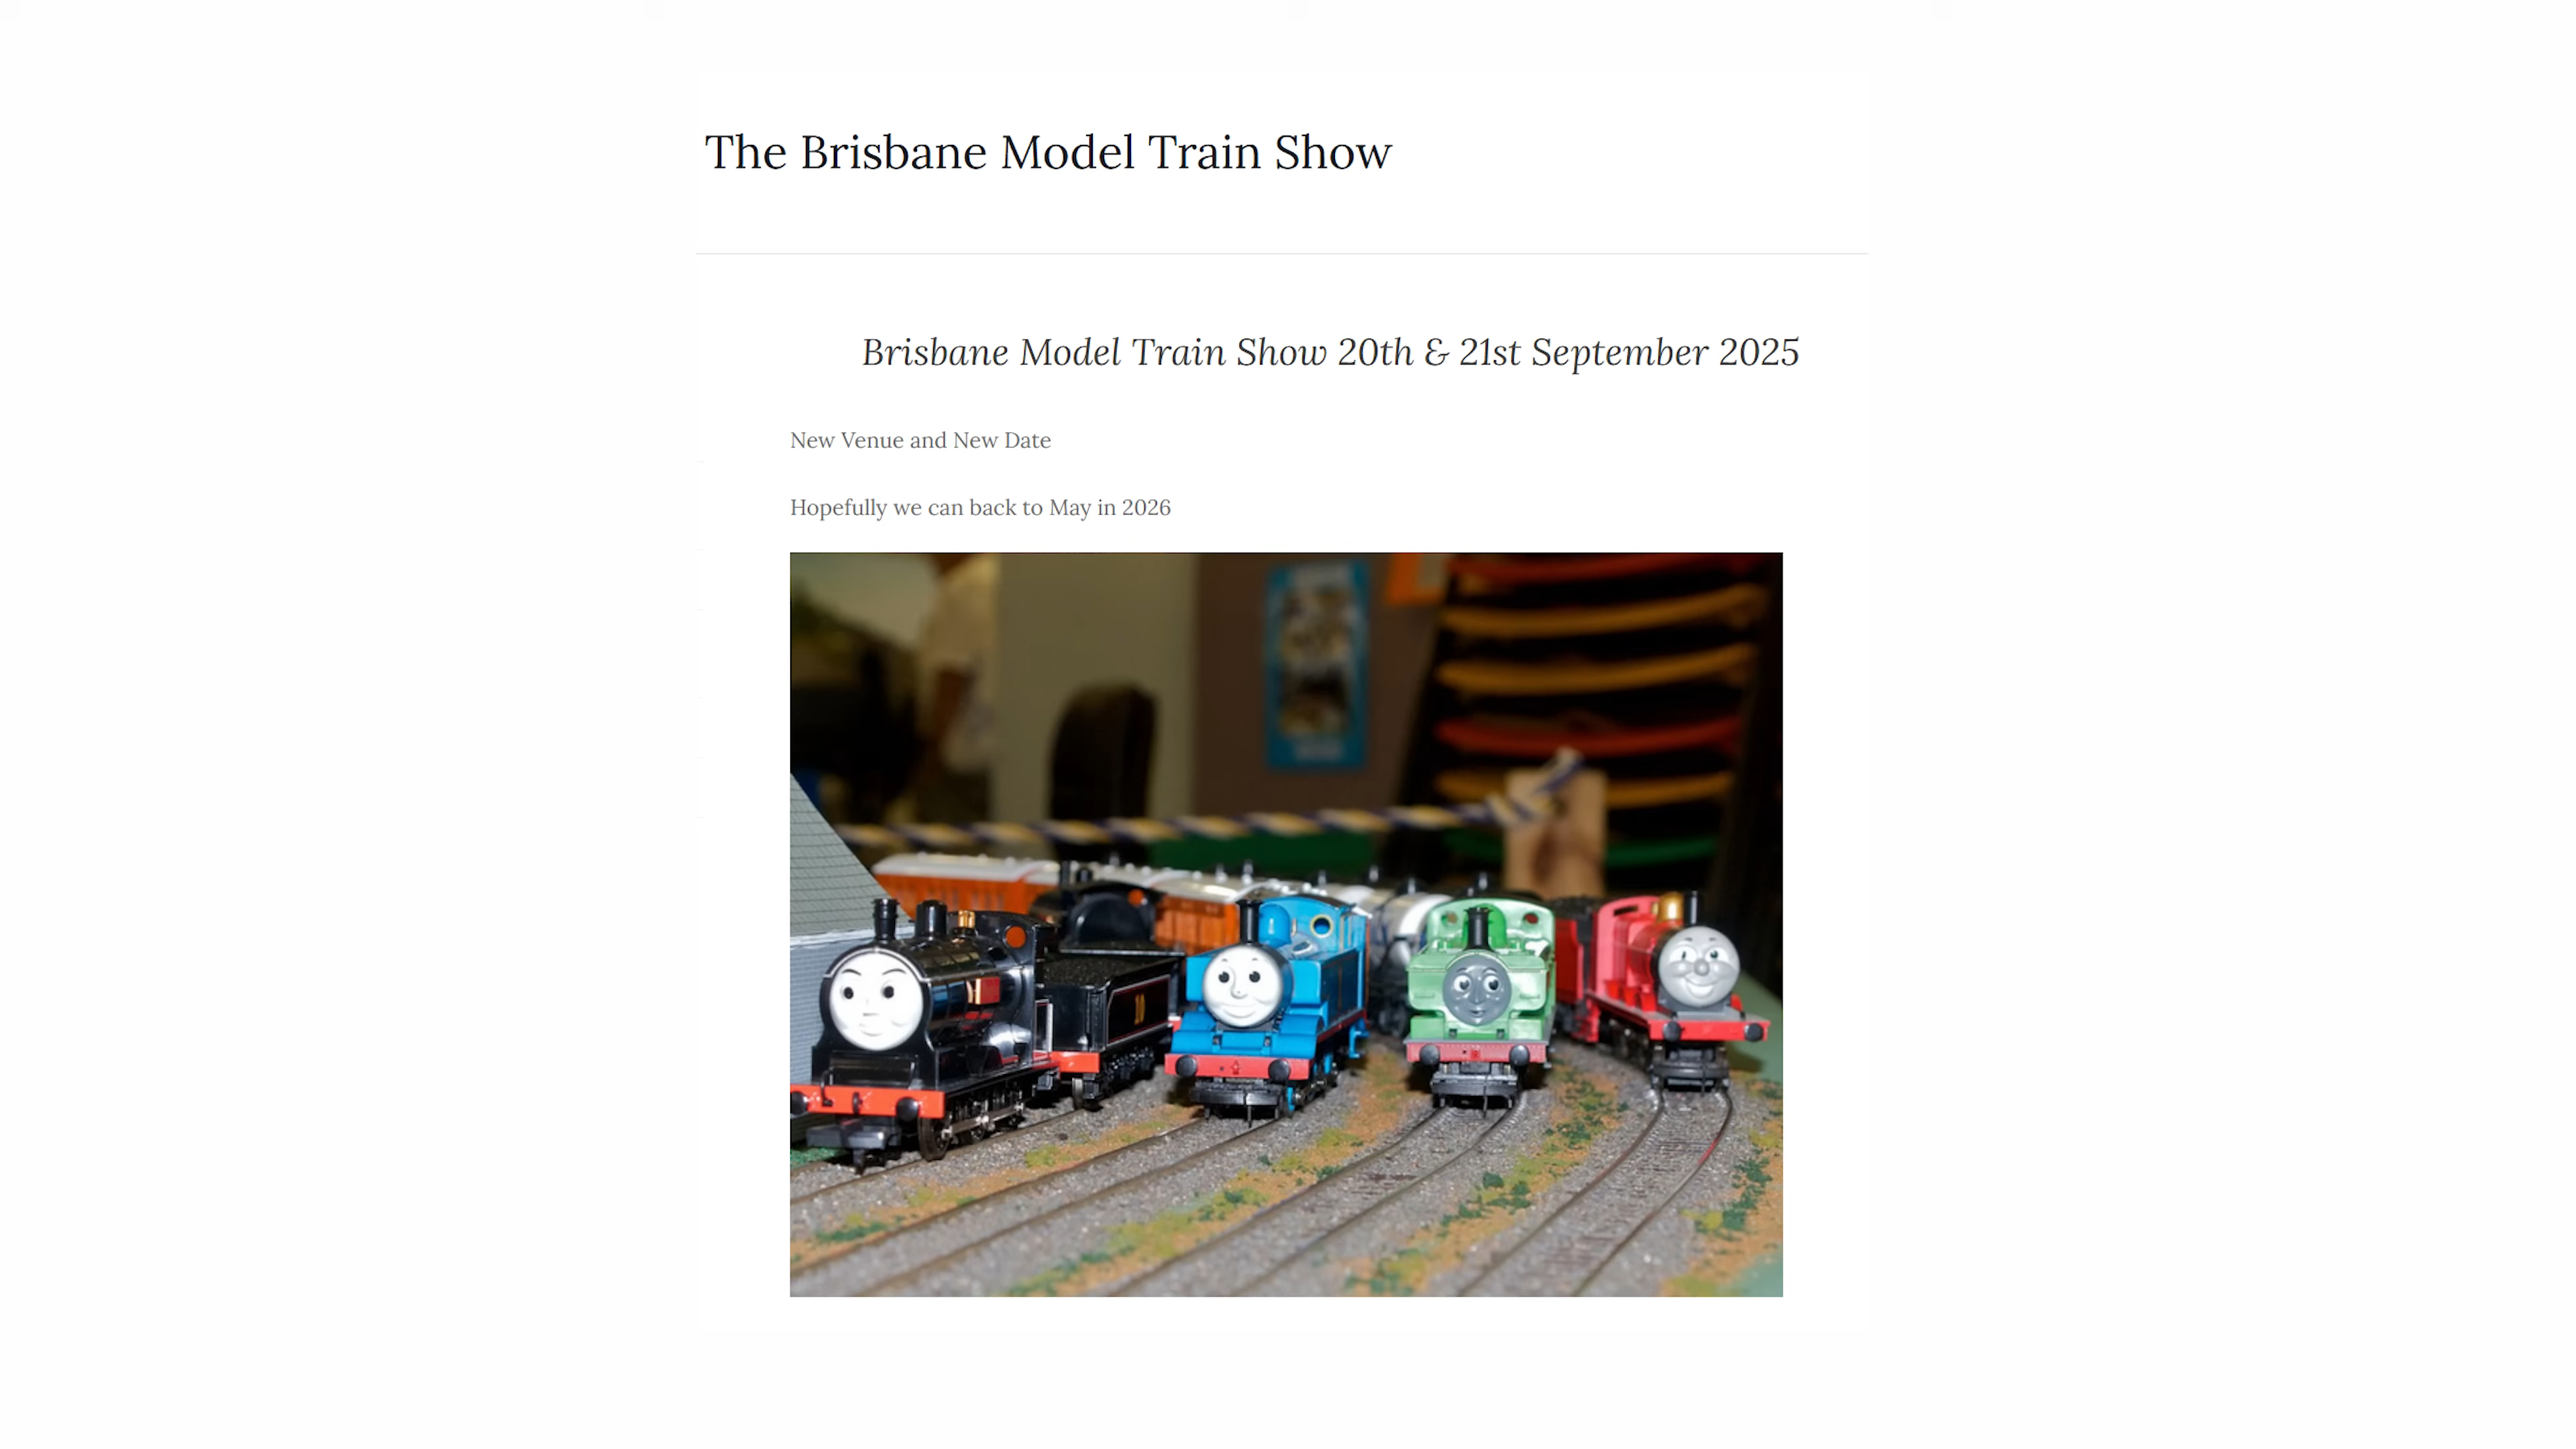 The Brisbane Model Train Show
Brisbane Model Train Show 20th & 21st September 2025
New Venue and New Date
Hopefully we can back to May in 2026
10